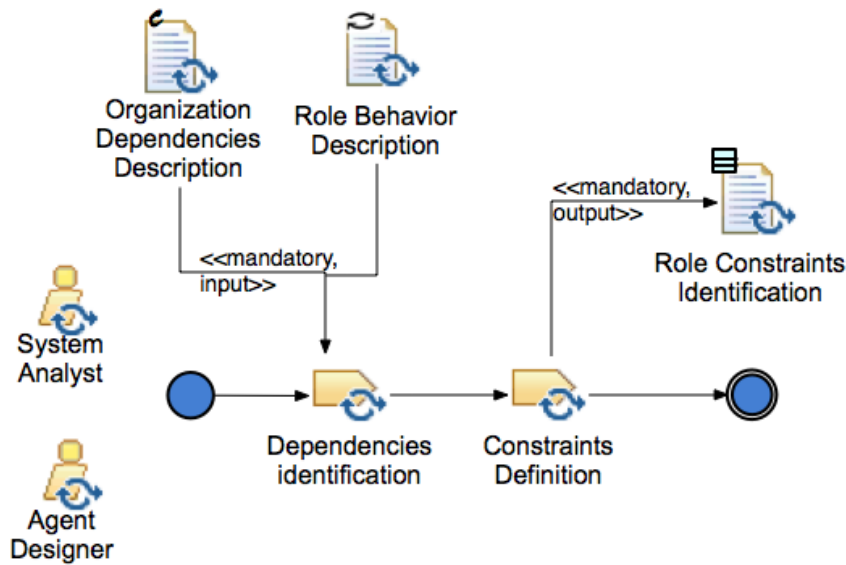 c
Organization
Dependencies
Description
Role Behavior
Description
<<mandatory,
output>>
Role Constraints
Identification
<<mandatory,
input>>
System
Analyst
Dependencies
identification
Constraints
Definition
Agent
Designer